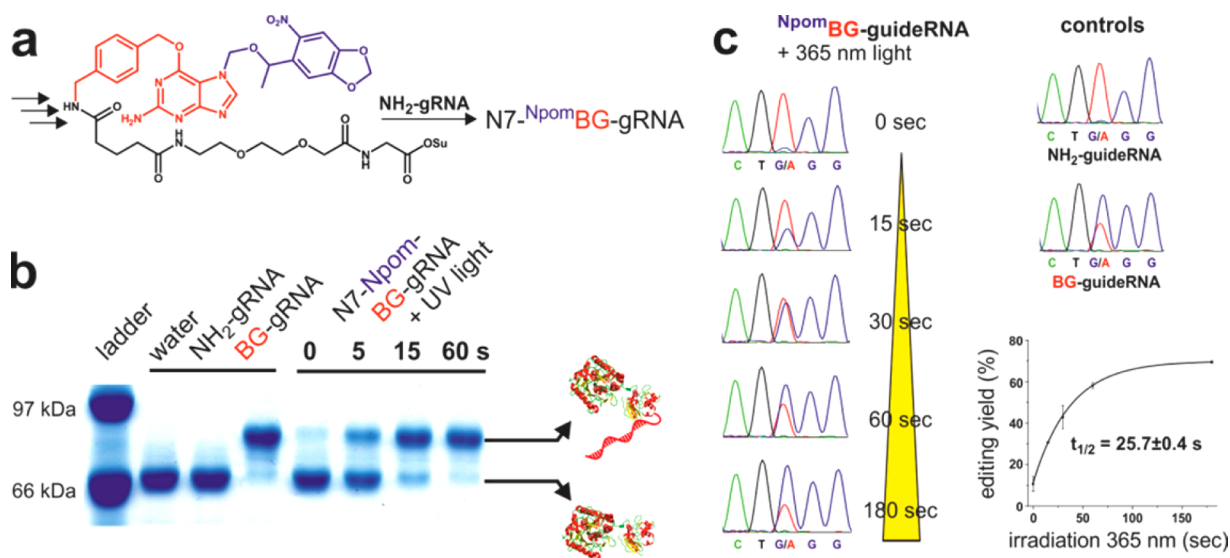 a
O₂N
O
O
O
O
O
N
N
N
N
NH₂
HN
O
O
N
H
O
O
O
H
N
O
OSu
NH₂-gRNA
N7-ᴺᵖᵒᵐBG-gRNA
b
ladder
water
NH₂-gRNA
BG-gRNA
N7-Npom-
BG-gRNA
+ UV light
0 5 15 60 s
97 kDa
66 kDa
c
ᴺᵖᵒᵐBG-guideRNA
+ 365 nm light
0 sec
C T G/A G G
15 sec
C T G/A G G
30 sec
C T G/A G G
60 sec
C T G/A G G
180 sec
C T G/A G G
controls
C T G/A G G
NH₂-guideRNA
C T G/A G G
BG-guideRNA
editing yield (%)
80
60
40
20
0
t₁/₂ = 25.7±0.4 s
0 50 100 150
irradiation 365 nm (sec)